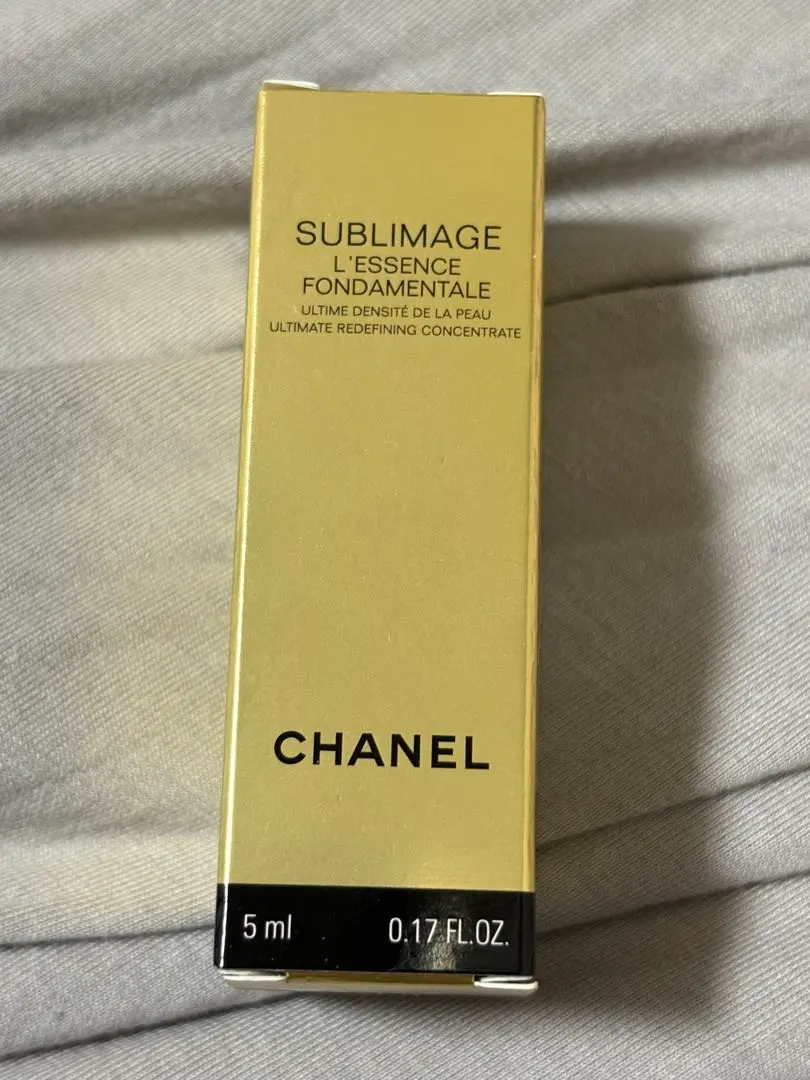 SUBLIMAGE
L'ESSENCE
FONDAMENTALE
ULTIME DENSITÉ DE LA PEAU
ULTIMATE REDEFINING CONCENTRATE
CHANEL
5 ml 0.17 FL.OZ.